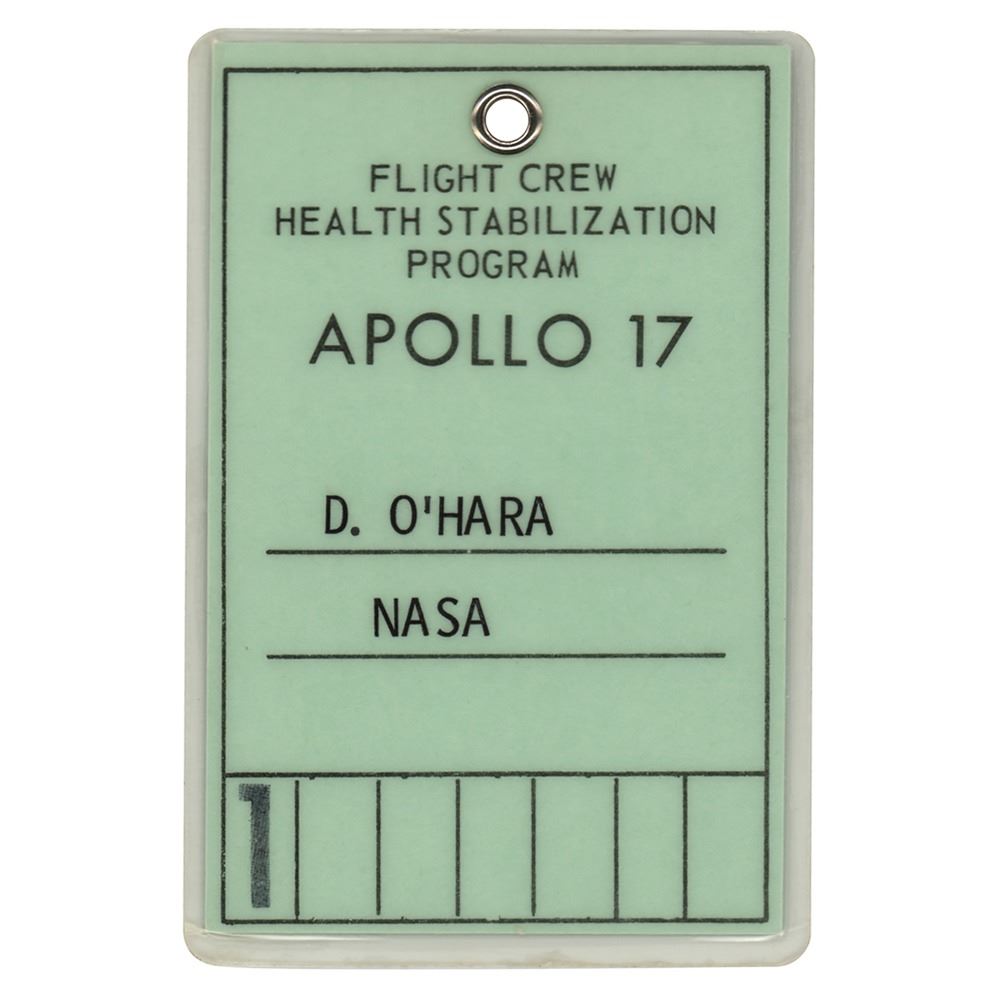 FLIGHT CREW
HEALTH STABILIZATION
PROGRAM
APOLLO 17
D. O'HARA
NASA
1